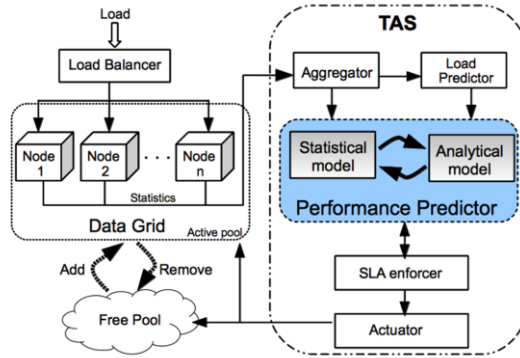 Load
Load Balancer
Node
1
Node
2
. . .
Node
n
Statistics
Data Grid
Active pool
Add
Remove
Free Pool
TAS
Aggregator
Load
Predictor
Statistical
model
Analytical
model
Performance Predictor
SLA enforcer
Actuator